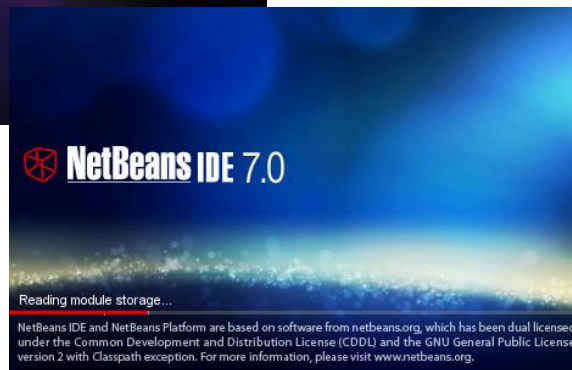 NetBeans IDE 7.0
Reading module storage...
NetBeans IDE and NetBeans Platform are based on software from netbeans.org, which has been dual licensed
under the Common Development and Distribution License (CDDL) and the GNU General Public License
version 2 with Classpath exception. For more information, please visit www.netbeans.org.